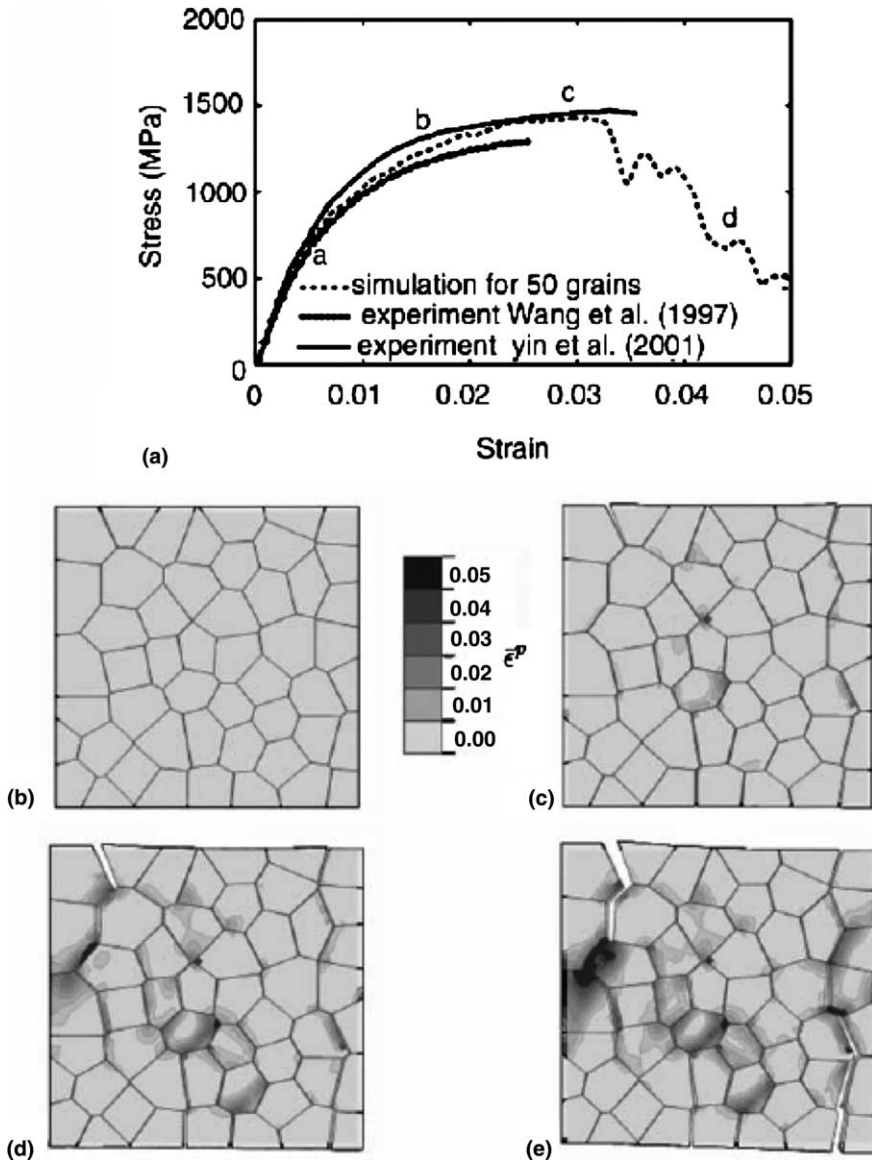 2000
1500
1000
500
0
Stress (MPa)
a
b
c
d
simulation for 50 grains
experiment Wang et al. (1997)
experiment yin et al. (2001)
0 0.01 0.02 0.03 0.04 0.05
Strain
(a)
0.05
0.04
0.03
0.02
0.01
0.00
ε̄ᵖ
(b)
(c)
(d)
(e)